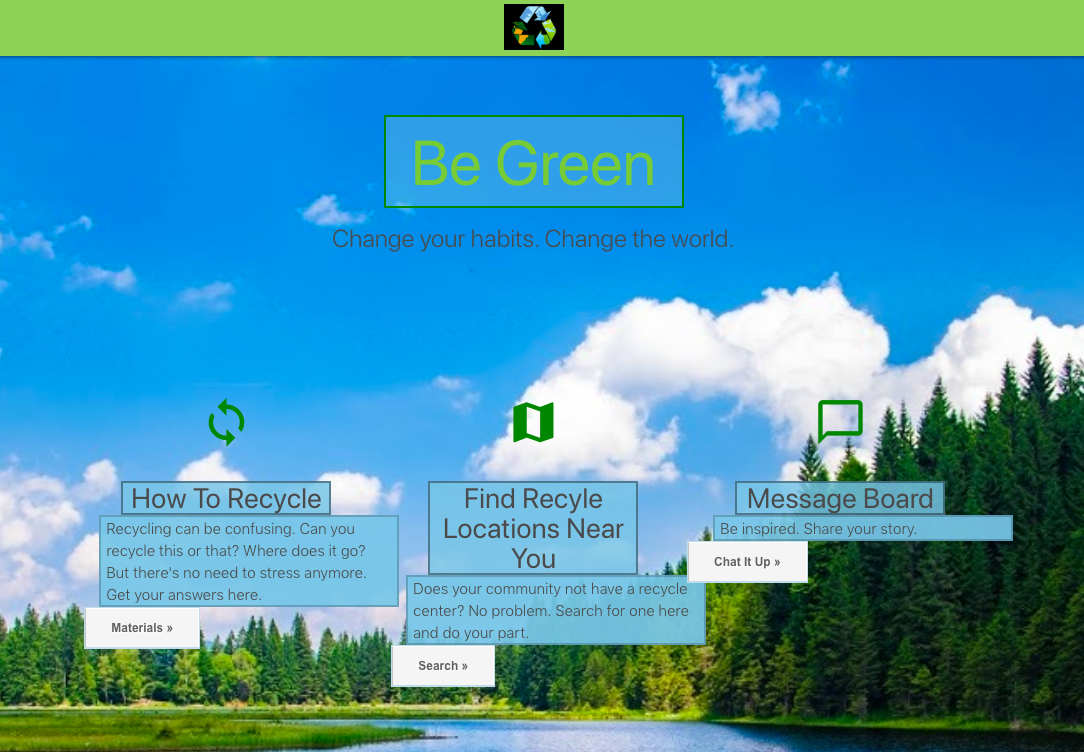 Be Green
Change your habits. Change the world.
How To Recycle
Recycling can be confusing. Can you
recycle this or that? Where does it go?
But there's no need to stress anymore.
Get your answers here.
Materials »
Find Recyle
Locations Near
You
Does your community not have a recycle
center? No problem. Search for one here
and do your part.
Search »
Message Board
Be inspired. Share your story.
Chat It Up »